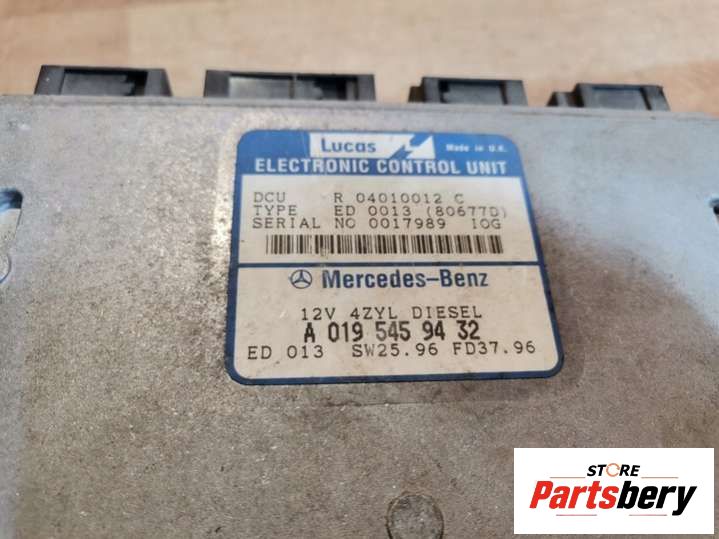 Lucas Made in U.K.
ELECTRONIC CONTROL UNIT
DCU R 04010012 C
TYPE ED 0013 (80677D)
SERIAL NO 0017989 IOG
Mercedes-Benz
12V 4ZYL DIESEL
A 019 545 94 32
ED 013 SW25.96 FD37.96
STORE
Partsbery